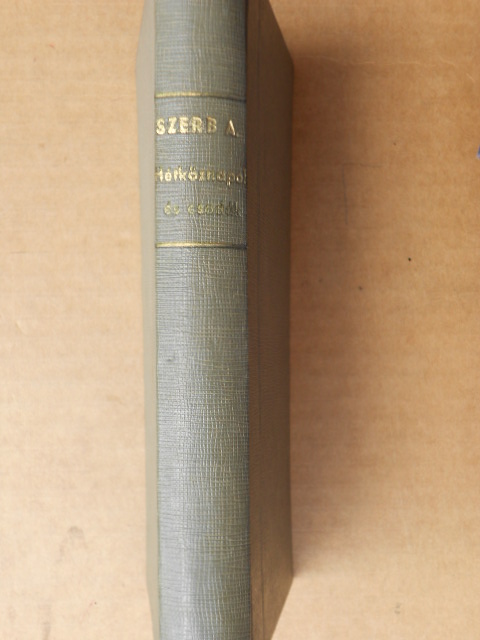 SZERB A.
Hétköznapok
és csodák